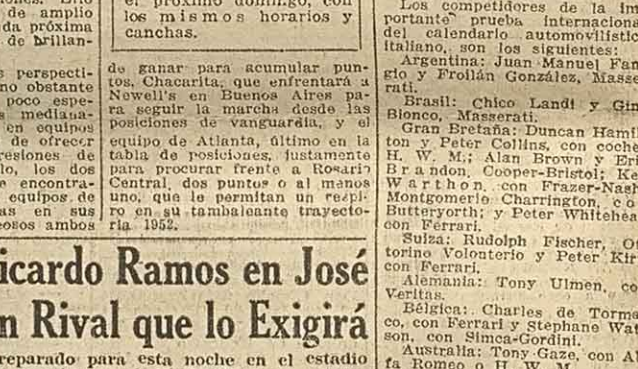 de amplio
da próxima
de brillan-
perspecti-
no obstante
poco espe-
mediana-
en equipos
de ofrecer
resiones de
lo, los dos
encontra-
equipos de
as en sus
osos ambos
el próximo domingo, con
los mismos horarios y
canchas.
de ganar para acumular pun-
tos, Chacarita, que enfrentará a
Newell's en Buenos Aires pa-
ra seguir la marcha desde las
posiciones de vanguardia, y el
equipo de Atlanta, último en la
tabla de posiciones, justamente
para procurar frente a Rosario
Central, dos puntos o al menos
uno, que le permitan un respi-
ro en su tambaleante trayecto-
ria 1952.
icardo Ramos en José
n Rival que lo Exigirá
reparado para esta noche en el estadio
Los competidores de la im
portante prueba internacional
del calendario automovilístic
italiano, son los siguientes:
Argentina: Juan Manuel Fan
gio y Froilán González, Masse
rati.
Brasil: Chico Landi y Gin
Bionco, Masserati.
Gran Bretaña: Duncan Hamil
ton y Peter Collins, con coche
H. W. M.; Alan Brown y Eri
Brandon, Cooper-Bristol; Ke
Warthon, con Frazer-Nash
Montgomerie Charrington, co
Butteryorth; y Peter Whitehea
con Ferrari.
Suiza: Rudolph Fischer, Ot
torino Volonterio y Peter Kir
con Ferrari.
Alemania: Tony Ulmen, co
Veritas.
Bélgica: Charles de Torma
co, con Ferrari y Stephane Wat
son, con Simca-Gordini.
Australia: Tony Gaze, con Al
fa Romeo o H. W. M.